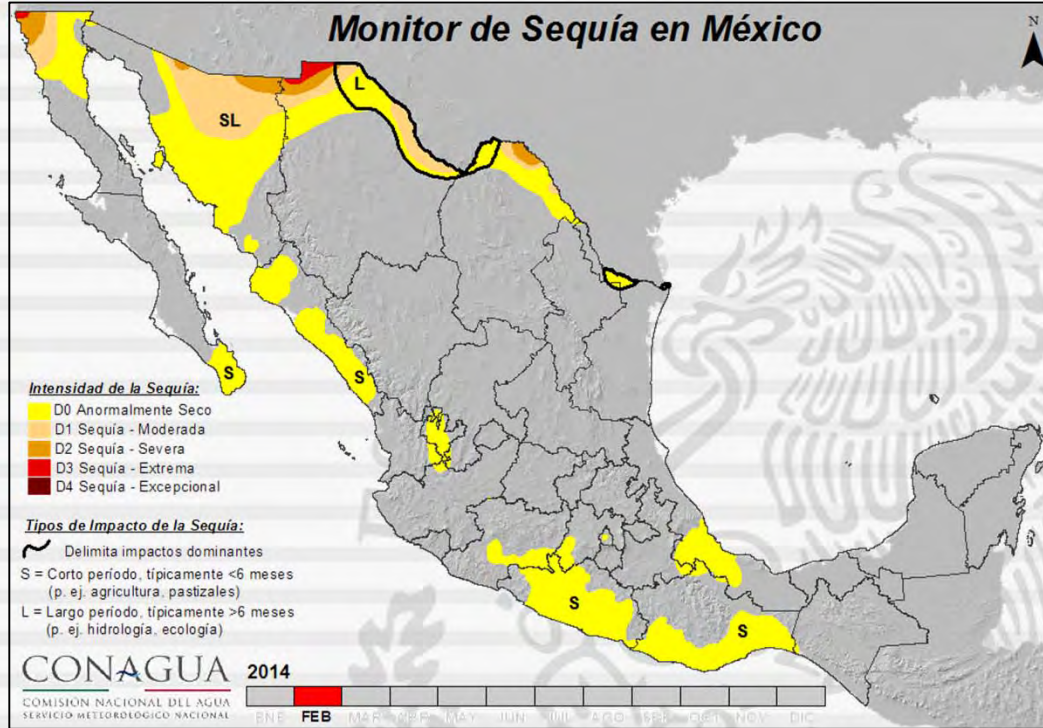 Monitor de Sequía en México
N
L
SL
S
S
Intensidad de la Sequía:
D0 Anormalmente Seco
D1 Sequía - Moderada
D2 Sequía - Severa
D3 Sequía - Extrema
D4 Sequía - Excepcional
Tipos de Impacto de la Sequía:
Delimita impactos dominantes
S = Corto período, típicamente <6 meses
(p. ej. agricultura, pastizales)
L = Largo período, típicamente >6 meses
(p. ej. hidrología, ecología)
S
S
CONAGUA
COMISIÓN NACIONAL DEL AGUA
SERVICIO METEOROLÓGICO NACIONAL
2014
ENE FEB MAR ABR MAY JUN JUL AGO SEP OCT NOV DIC